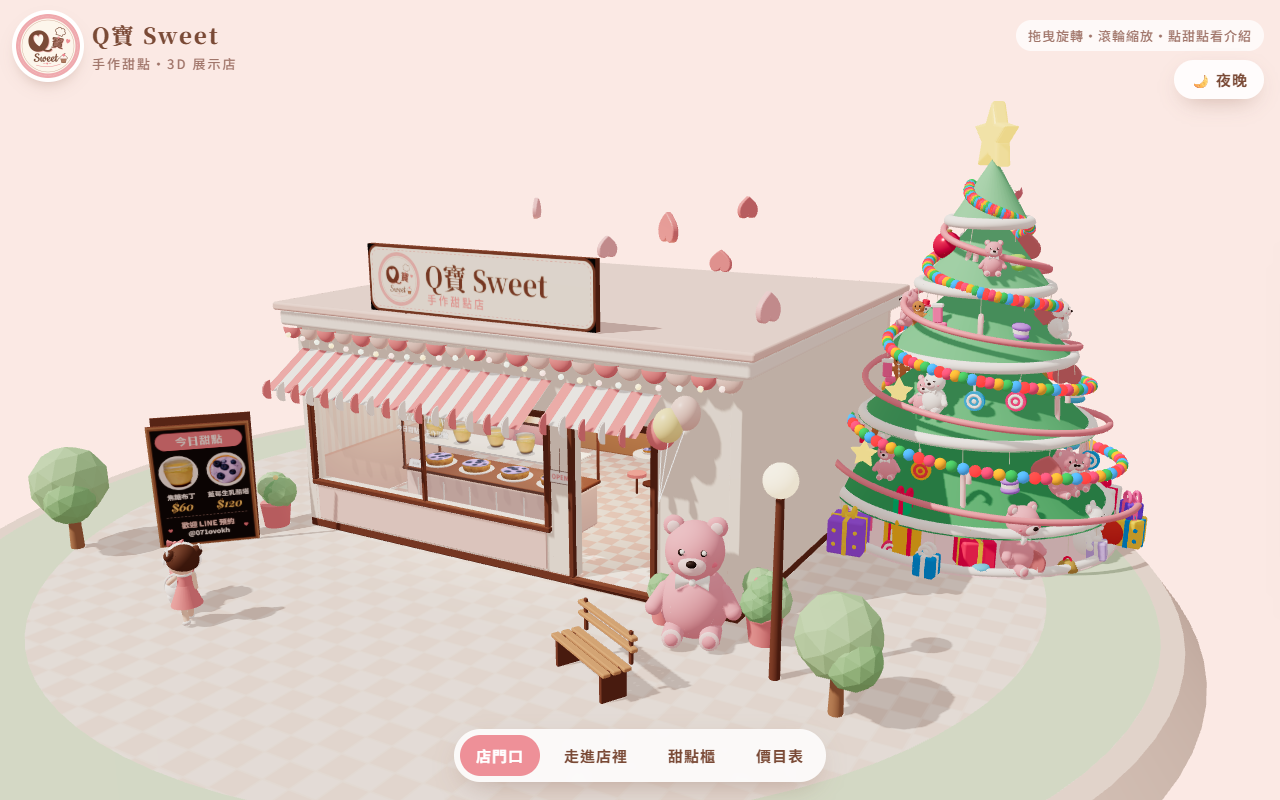 Q寶 Sweet
手作甜點・3D 展示店
Q寶
Sweet
拖曳旋轉・滾輪縮放・點甜點看介紹
🌙 夜晚
Q寶 Sweet
手作甜點店
Q寶
Sweet
今日甜點
焦糖布丁
藍莓生乳酪塔
$60
$120
歡迎 LINE 預約
@071ovokh
OPEN
店門口
走進店裡
甜點櫃
價目表